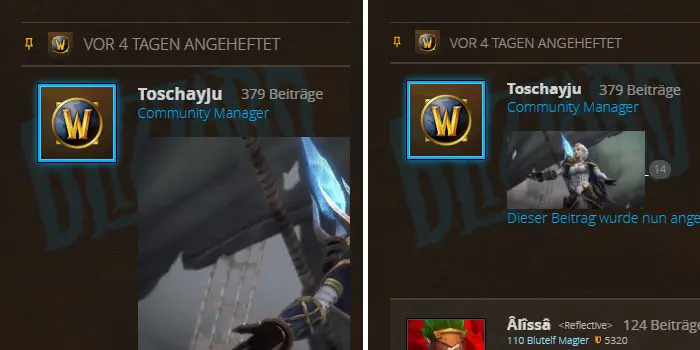 VOR 4 TAGEN ANGEHEFTET
ToschayJu 379 Beiträge
Community Manager
VOR 4 TAGEN ANGEHEFTET
ToschayJu 379 Beiträge
Community Manager
14
Dieser Beitrag wurde nun ange
Âlîssâ <Reflective> 124 Beiträge
110 Blutelf Magier 5320